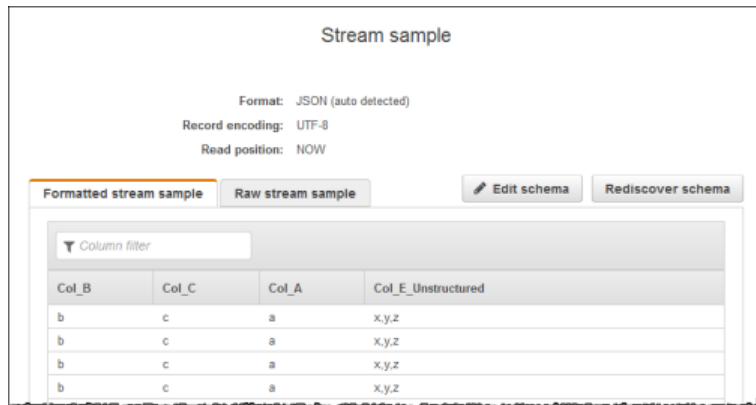 Stream sample
Format: JSON (auto detected)
Record encoding: UTF-8
Read position: NOW
Formatted stream sample Raw stream sample Edit schema Rediscover schema
Column filter
Col_B Col_C Col_A Col_E_Unstructured
b c a x,y,z
b c a x,y,z
b c a x,y,z
b c a x,y,z